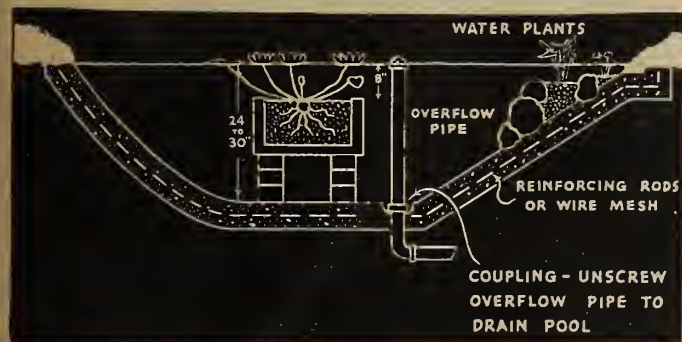 WATER PLANTS
8"
24
TO
30"
OVERFLOW
PIPE
REINFORCING RODS
OR WIRE MESH
COUPLING - UNSCREW
OVERFLOW PIPE TO
DRAIN POOL